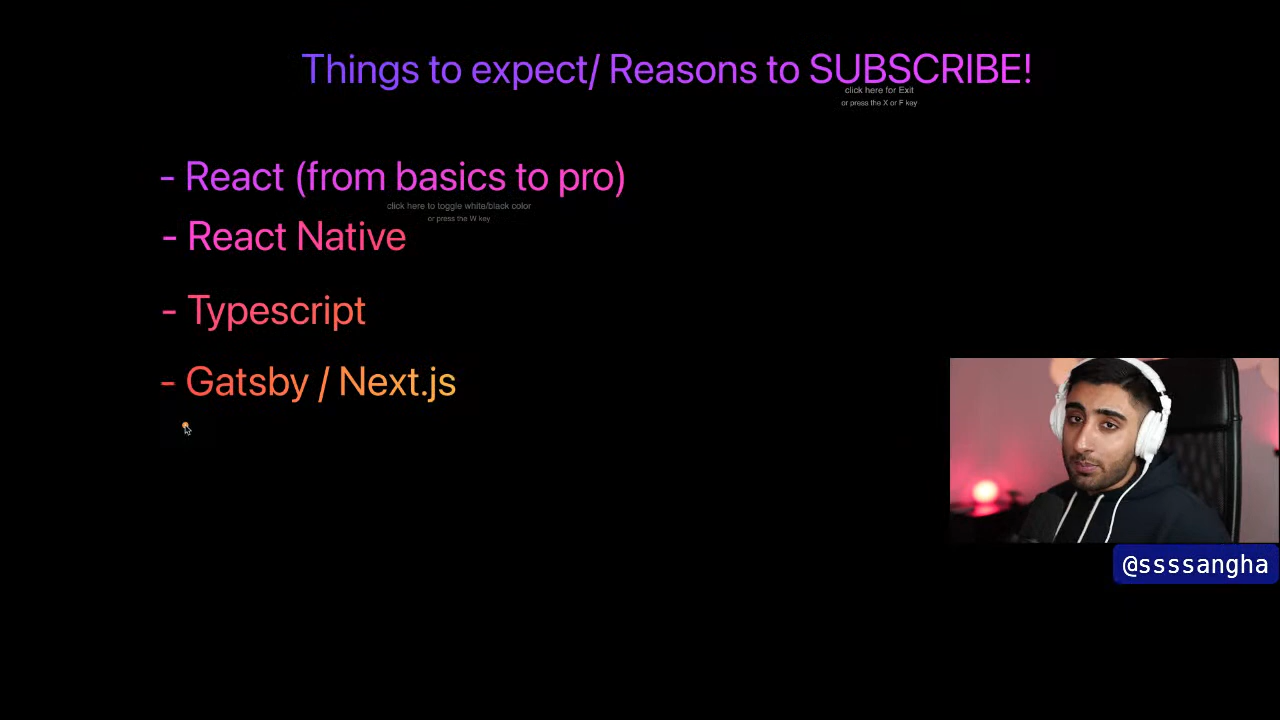 Things to expect/ Reasons to SUBSCRIBE!
click here for Exit
or press the X or F key
- React (from basics to pro)
click here to toggle white/black color
or press the W key
- React Native
- Typescript
- Gatsby / Next.js
@ssssangha